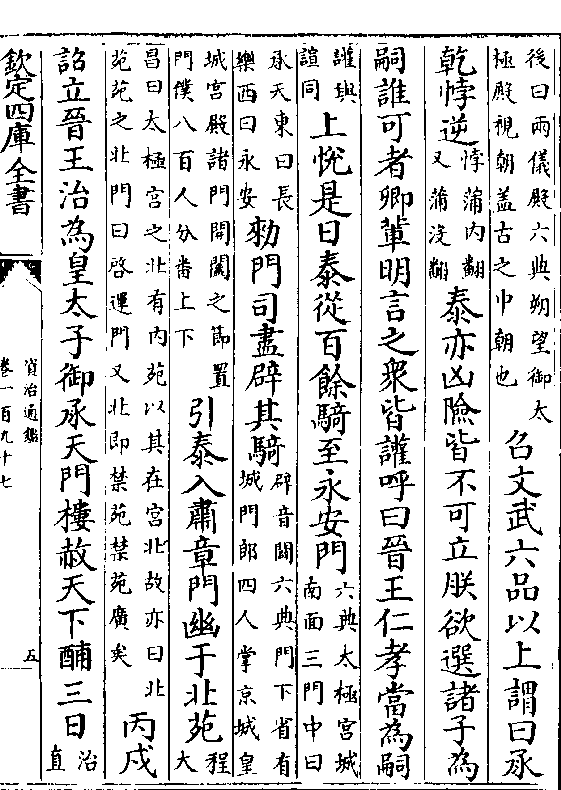 後曰兩儀殿六典朔望御太
極殿視朝蓋古之中朝也
召文武六品以上謂曰承
乾悖逆
悖蒲内翻
又蒲没翻
泰亦凶險皆不可立朕欲選諸子為
嗣誰可者卿輩明言之衆皆讙呼曰晉王仁孝當為嗣
讙與
諠同
上悅是日泰從百餘騎至永安門
六典太極宮城
南面三門中曰
承天東曰長
樂西曰永安
勑門司盡辟其騎
辟音闢六典門下省有
城門郎四人掌京城皇
城宮殿諸門開闔之節置
門僕八百人分番上下
引泰入肅章門幽于北苑
程
大
昌曰太極宮之北有内苑以其在宮北故亦曰北
苑苑之北門曰啓運門又北即禁苑禁苑廣矣
丙戌
詔立晉王治為皇太子御承天門樓赦天下酺三日
治
直
欽定四庫全書
資治通鑑
卷一百九十七
五